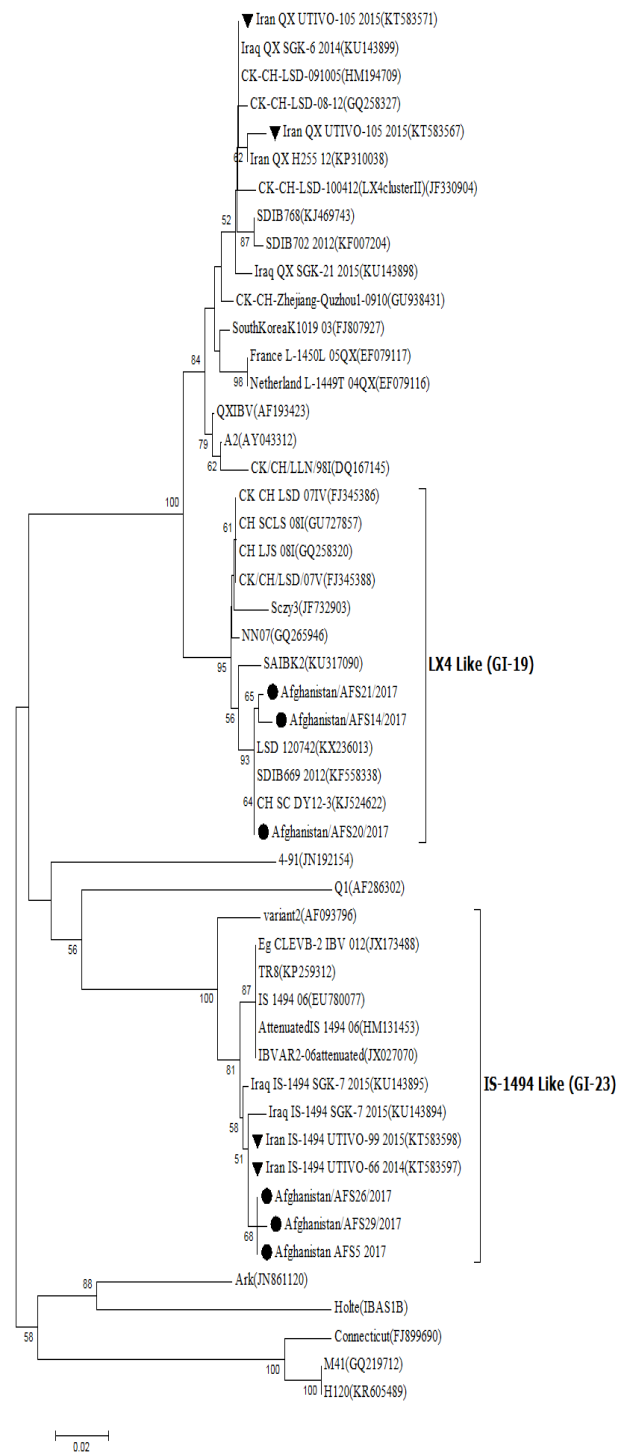 Iran QX UTIVO-105 2015(KT583571)
Iraq QX SGK-6 2014(KU143899)
CK-CH-LSD-091005(HM194709)
CK-CH-LSD-08-12(GQ258327)
Iran QX UTIVO-105 2015(KT583567)
62
Iran QX H255 12(KP310038)
CK-CH-LSD-100412(LX4clusterII)(JF330904)
52
SDIB768(KJ469743)
87
SDIB702 2012(KF007204)
Iraq QX SGK-21 2015(KU143898)
CK-CH-Zhejiang-Quzhou1-0910(GU938431)
SouthKoreaK1019 03(FJ807927)
84
France L-1450L 05QX(EF079117)
98
Netherland L-1449T 04QX(EF079116)
QXIBV(AF193423)
79
A2(AY043312)
62
CK/CH/LLN/98I(DQ167145)
100
CK CH LSD 07IV(FJ345386)
61
CH SCLS 08I(GU727857)
CH LJS 08I(GQ258320)
CK/CH/LSD/07V(FJ345388)
Sczy3(JF732903)
NN07(GQ265946)
95
SAIBK2(KU317090)
LX4 Like (GI-19)
65
Afghanistan/AFS21/2017
56
Afghanistan/AFS14/2017
93
LSD 120742(KX236013)
SDIB669 2012(KF558338)
64
CH SC DY12-3(KJ524622)
Afghanistan/AFS20/2017
4-91(JN192154)
Q1(AF286302)
56
variant2(AF093796)
Eg CLEVB-2 IBV 012(JX173488)
TR8(KP259312)
100
87
IS 1494 06(EU780077)
AttenuatedIS 1494 06(HM131453)
IBVAR2-06attenuated(JX027070)
81
Iraq IS-1494 SGK-7 2015(KU143895)
IS-1494 Like (GI-23)
Iraq IS-1494 SGK-7 2015(KU143894)
58
Iran IS-1494 UTIVO-99 2015(KT583598)
51
Iran IS-1494 UTIVO-66 2014(KT583597)
Afghanistan/AFS26/2017
Afghanistan/AFS29/2017
68
Afghanistan AFS5 2017
88
Ark(JN861120)
Holte(IBAS1B)
58
Connecticut(FJ899690)
100
M41(GQ219712)
100
H120(KR605489)
0.02